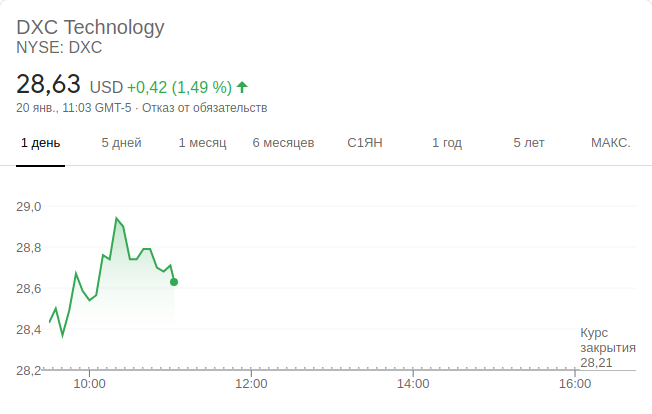 DXC Technology
NYSE: DXC
28,63 USD +0,42 (1,49 %)
20 янв., 11:03 GMT-5 · Отказ от обязательств
1 день 5 дней 1 месяц 6 месяцев С1ЯН 1 год 5 лет МАКС.
29,0
28,8
28,6
28,4
28,2
Курс
закрытия
28,21
10:00 12:00 14:00 16:00